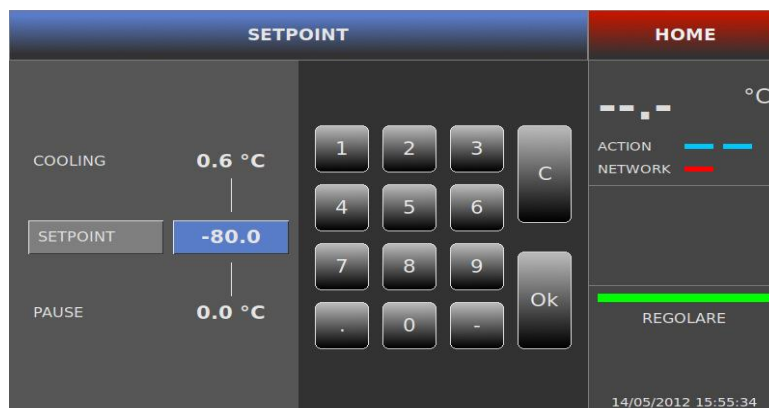 SETPOINT
HOME
COOLING 0.6 °C
SETPOINT -80.0
PAUSE 0.0 °C
1 2 3 C
4 5 6
7 8 9 Ok
. 0 -
--.- °C
ACTION
NETWORK
REGOLARE
14/05/2012 15:55:34